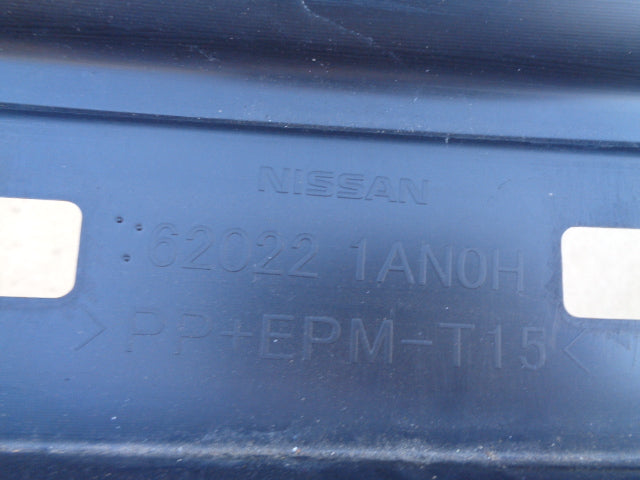 NISSAN
62022 1AN0H
>PP+EPM-T15<